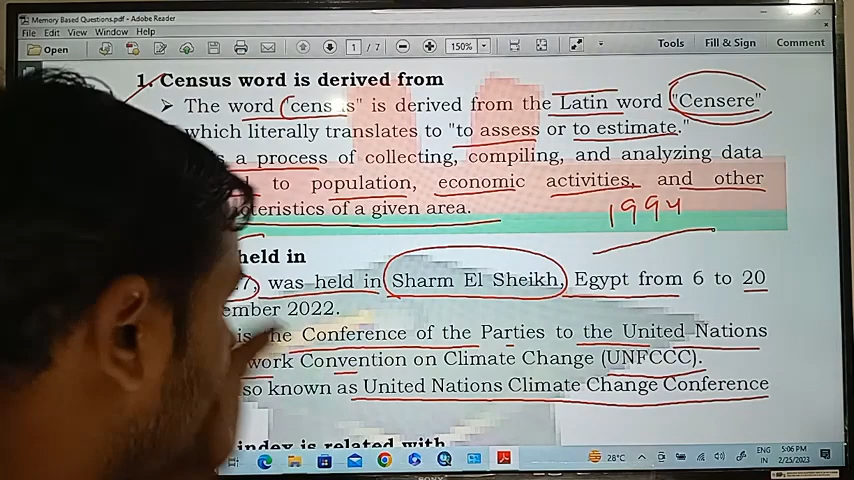 Memory Based Questions.pdf - Adobe Reader
File Edit View Window Help
Open 1 / 7 150% Tools Fill & Sign Comment
1. Census word is derived from
➢ The word "census" is derived from the Latin word "Censere"
which literally translates to "to assess or to estimate."
a process of collecting, compiling, and analyzing data
to population, economic activities, and other
of a given area.
1994
held in
was held in Sharm El Sheikh, Egypt from 6 to 20
2022.
is the Conference of the Parties to the United Nations
Convention on Climate Change (UNFCCC).
known as United Nations Climate Change Conference
index is related with
28°C ENG IN 5:06 PM 2/25/2023
SONY